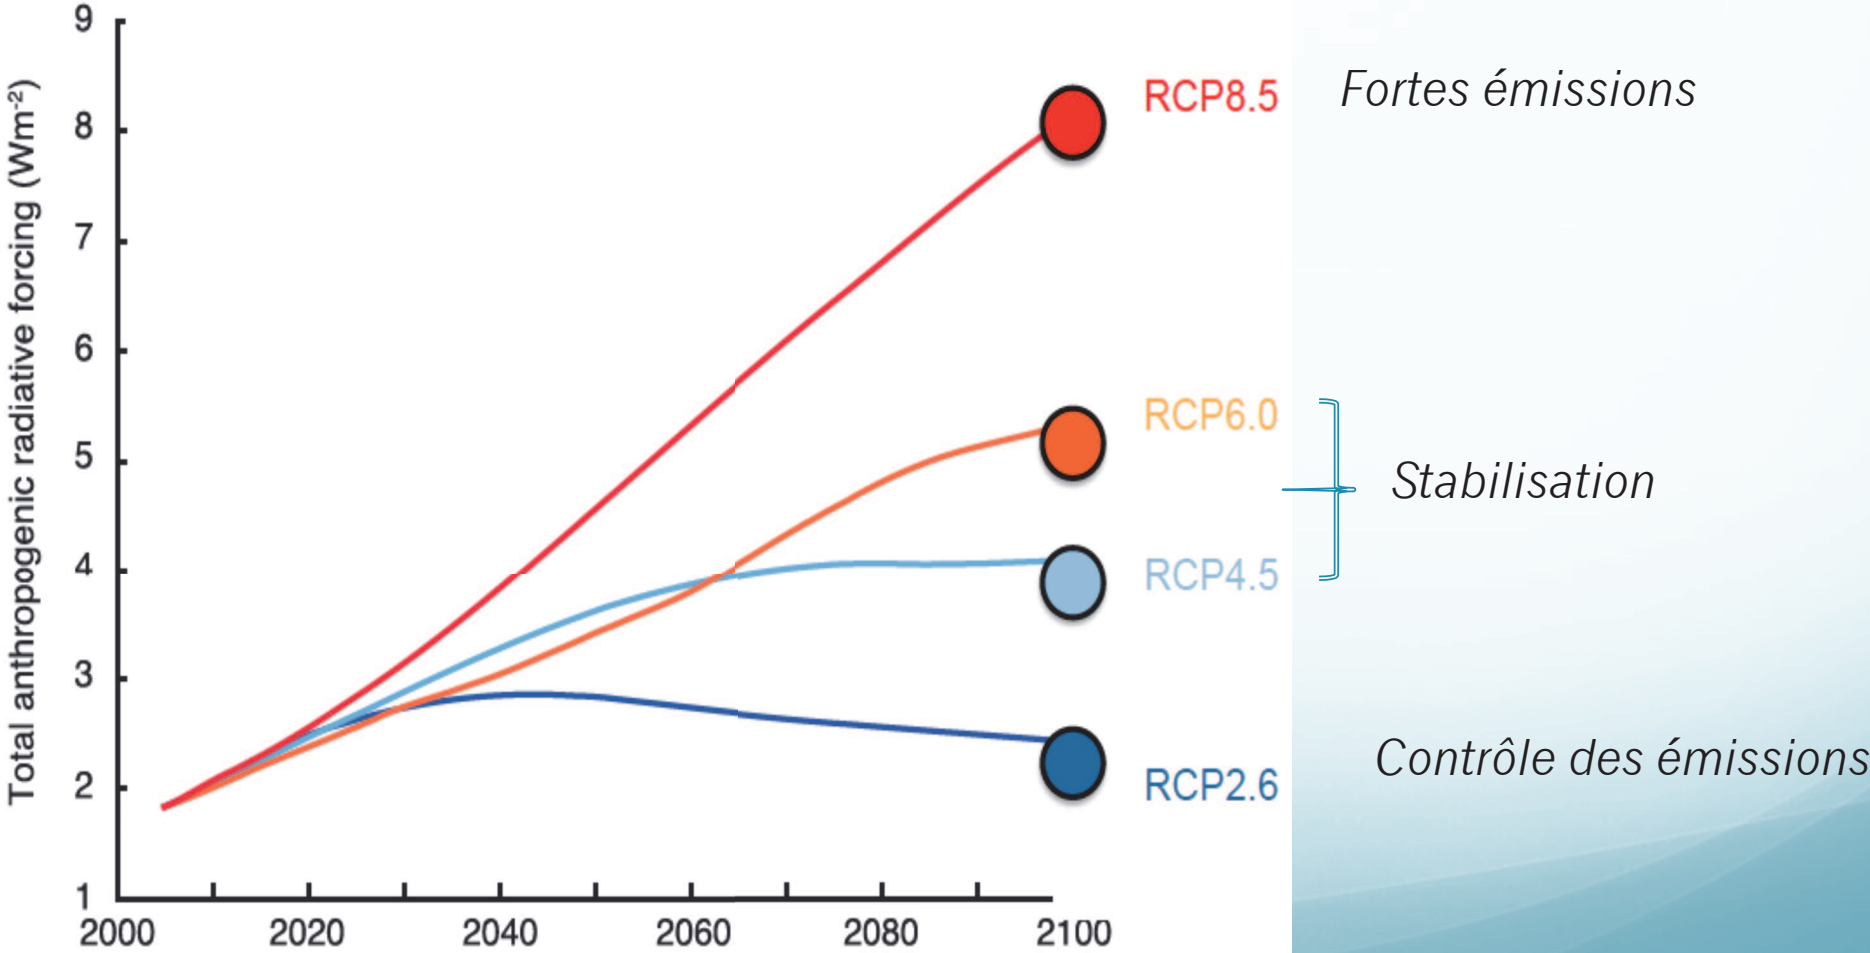 Total anthropogenic radiative forcing (Wm⁻²)
9
8
7
6
5
4
3
2
1
2000
2020
2040
2060
2080
2100
RCP8.5
Fortes émissions
RCP6.0
Stabilisation
RCP4.5
Contrôle des émissions
RCP2.6